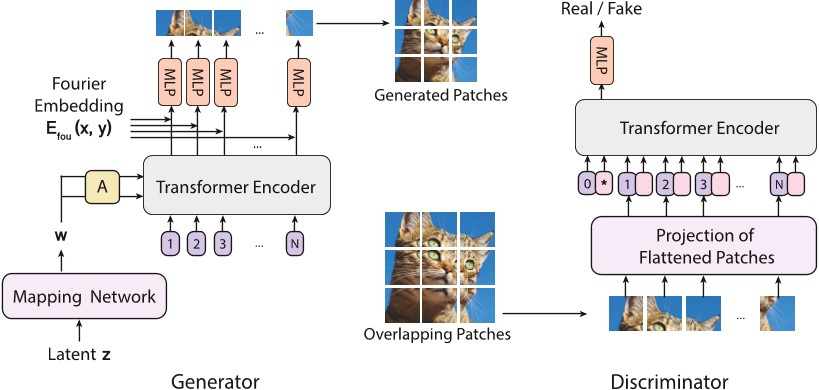 Real / Fake
MLP MLP MLP ... MLP
...
MLP
Generated Patches
Fourier
Embedding
E_fou (x, y)
...
Transformer Encoder
A
1 2 3 ... N
w
Mapping Network
Latent z
Generator
Transformer Encoder
0 * 1 2 3 ... N
Projection of
Flattened Patches
Overlapping Patches
...
Discriminator